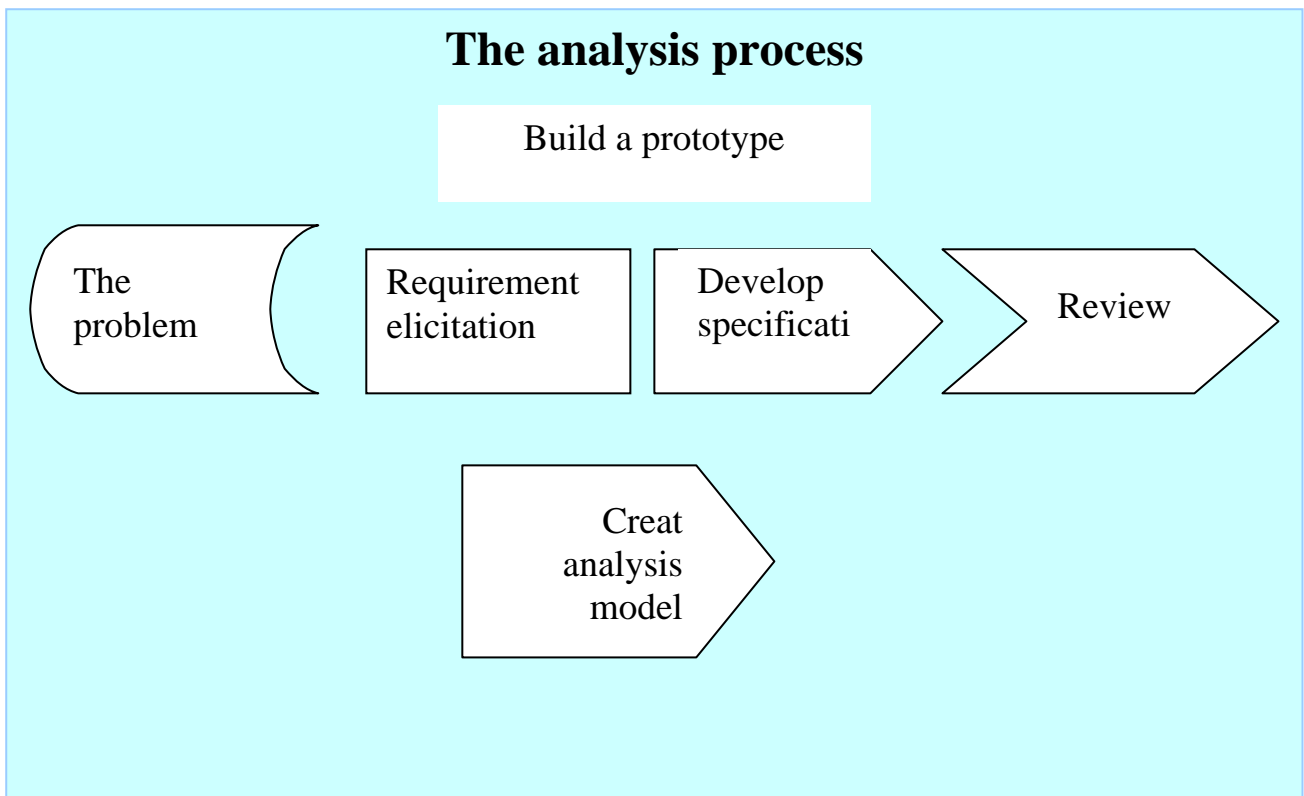 The analysis process
Build a prototype
The
problem
Requirement
elicitation
Develop
specificati
Review
Creat
analysis
model